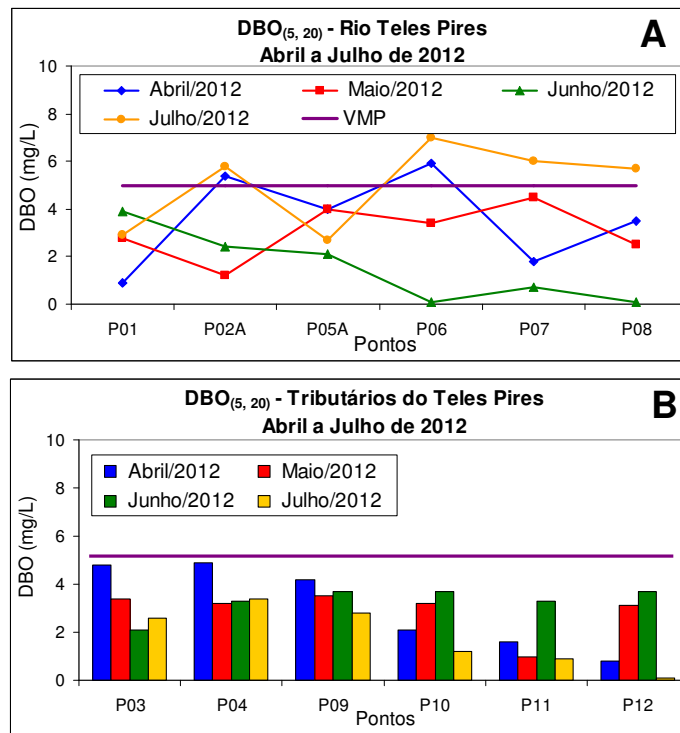 DBO(5, 20) - Rio Teles Pires
Abril a Julho de 2012
A
10
8
6
4
2
0
DBO (mg/L)
Abril/2012
Maio/2012
Junho/2012
Julho/2012
VMP
P01
P02A
P05A
P06
P07
P08
Pontos
DBO(5, 20) - Tributários do Teles Pires
Abril a Julho de 2012
B
10
8
6
4
2
0
DBO (mg/L)
Abril/2012
Maio/2012
Junho/2012
Julho/2012
P03
P04
P09
P10
P11
P12
Pontos